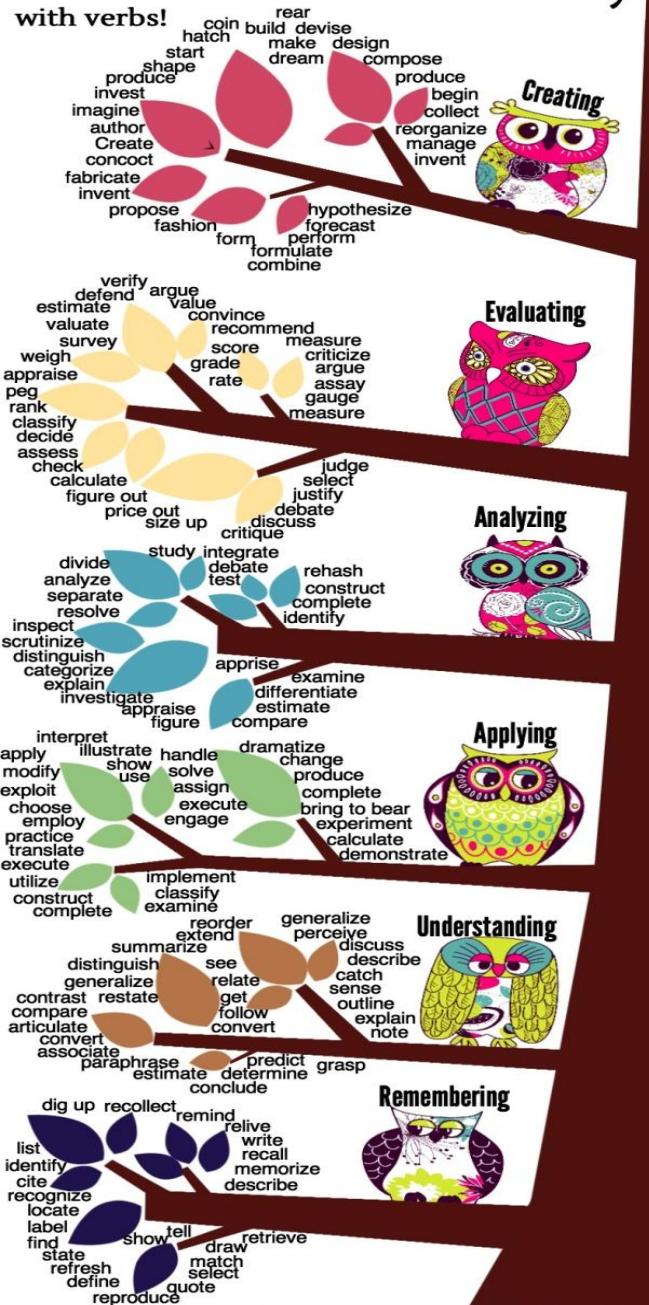 with verbs!
Creating
rear
coin
build devise
hatch
make
design
start
dream
compose
shape
produce
produce
invest
begin
imagine
collect
author
reorganize
Create
manage
concoct
invent
fabricate
invent
propose
hypothesize
fashion
forecast
form
perform
formulate
combine
Evaluating
verify
defend
argue
estimate
value
valuate
convince
survey
recommend
weigh
score
measure
appraise
grade
criticize
peg
rate
argue
rank
assay
classify
gauge
decide
measure
assess
check
judge
calculate
select
figure out
justify
price out
debate
size up
discuss
critique
Analyzing
study
integrate
divide
debate
analyze
test
rehash
separate
construct
resolve
complete
inspect
identify
scrutinize
distinguish
categorize
apprise
explain
examine
investigate
differentiate
appraise
estimate
figure
compare
Applying
interpret
apply
illustrate
handle
dramatize
modify
show
solve
change
exploit
use
assign
produce
choose
execute
complete
employ
engage
bring to bear
practice
experiment
translate
calculate
execute
demonstrate
utilize
implement
construct
classify
complete
examine
Understanding
reorder
generalize
extend
perceive
summarize
discuss
distinguish
see
describe
generalize
relate
catch
contrast
restate
get
sense
compare
follow
outline
articulate
convert
explain
convert
note
associate
paraphrase
predict
grasp
estimate
determine
conclude
Remembering
dig up
recollect
remind
relive
list
write
identify
recall
cite
memorize
recognize
describe
locate
label
tell
retrieve
find
show
draw
state
match
refresh
select
define
quote
reproduce